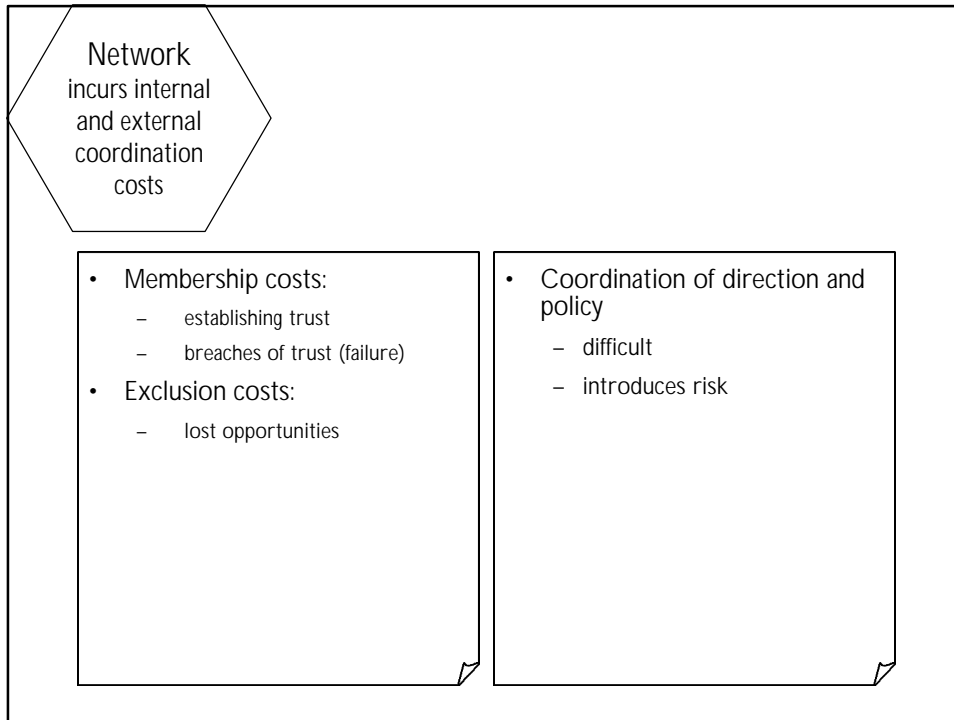 Network
incurs internal
and external
coordination
costs
• Membership costs:
– establishing trust
– breaches of trust (failure)
• Exclusion costs:
– lost opportunities
• Coordination of direction and
policy
– difficult
– introduces risk